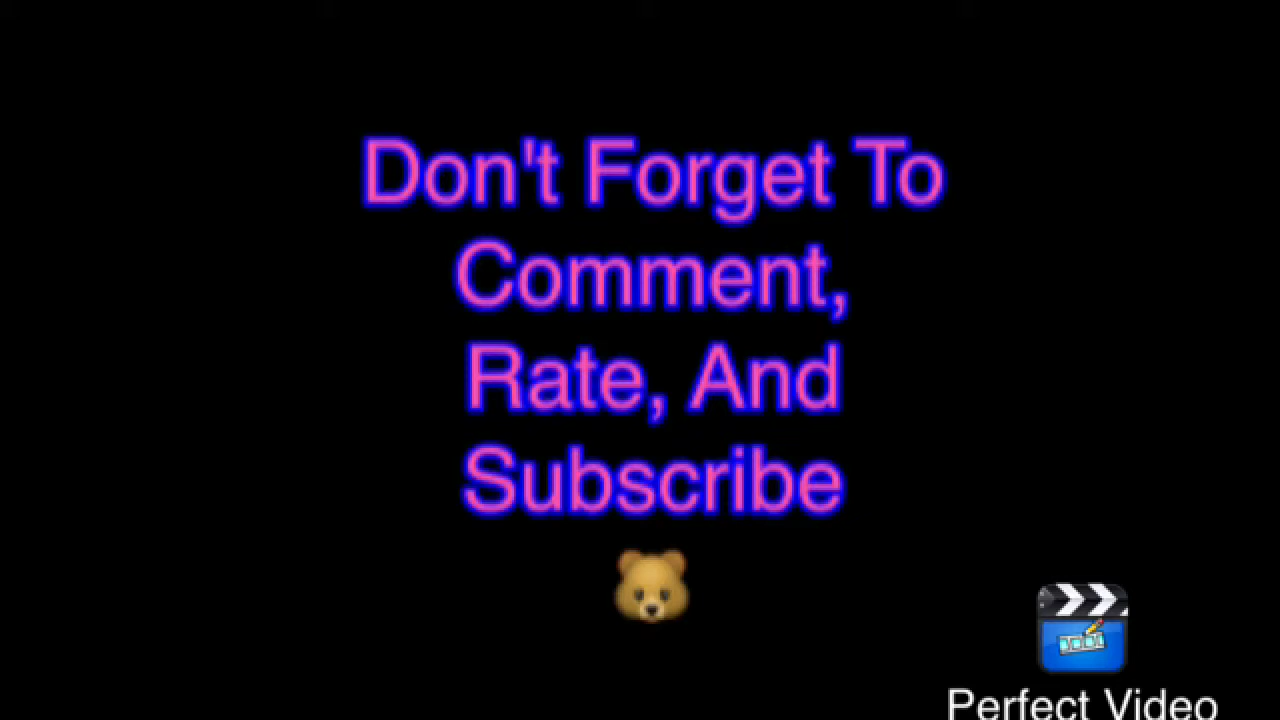 Don't Forget To
Comment,
Rate, And
Subscribe
🐻
Perfect Video